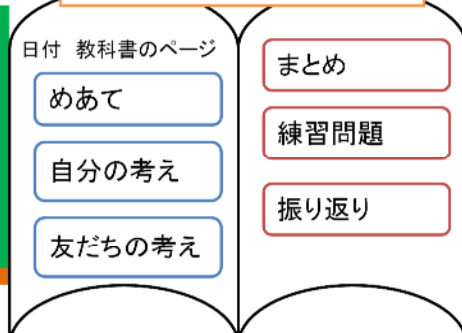 日付 教科書のページ
めあて
自分の考え
友だちの考え
まとめ
練習問題
振り返り